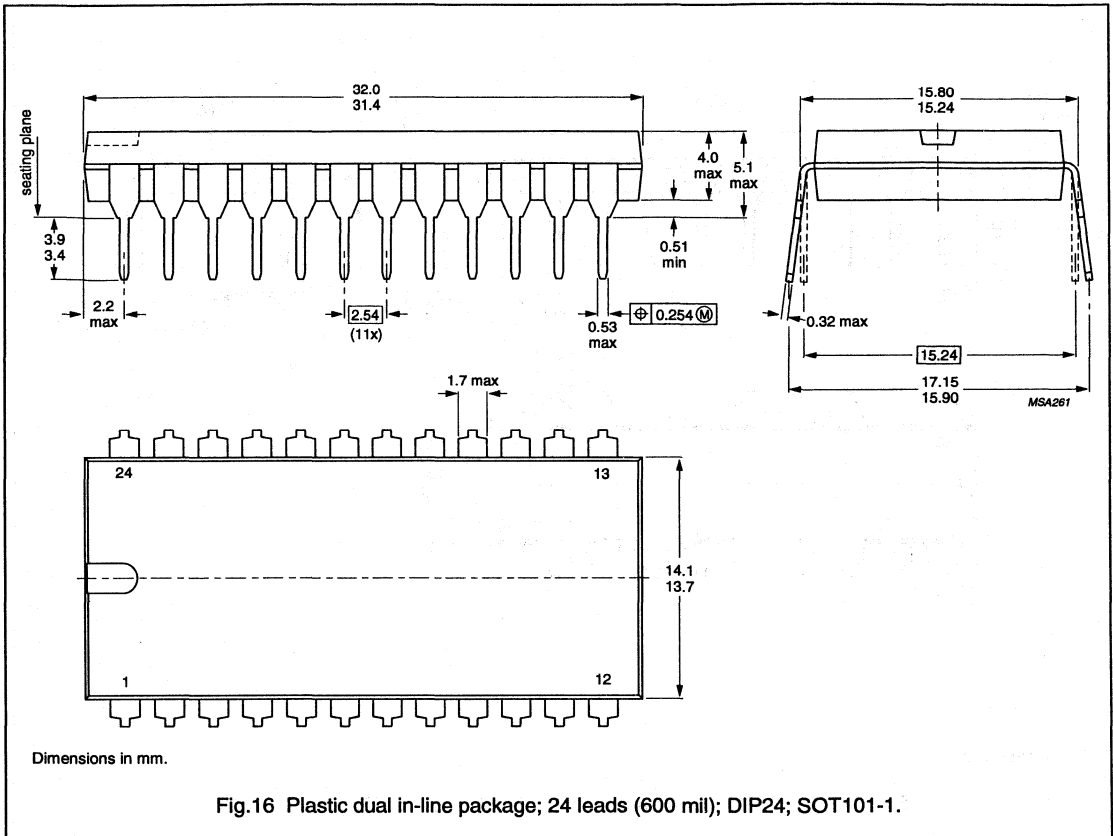 32.0
31.4
seating plane
4.0
max
5.1
max
0.51
min
3.9
3.4
2.2
max
2.54
(11x)
0.53
max
⌖ 0.254 Ⓜ
15.80
15.24
0.32 max
15.24
17.15
15.90
MSA261
1.7 max
24
13
14.1
13.7
1
12
Dimensions in mm.
Fig.16 Plastic dual in-line package; 24 leads (600 mil); DIP24; SOT101-1.